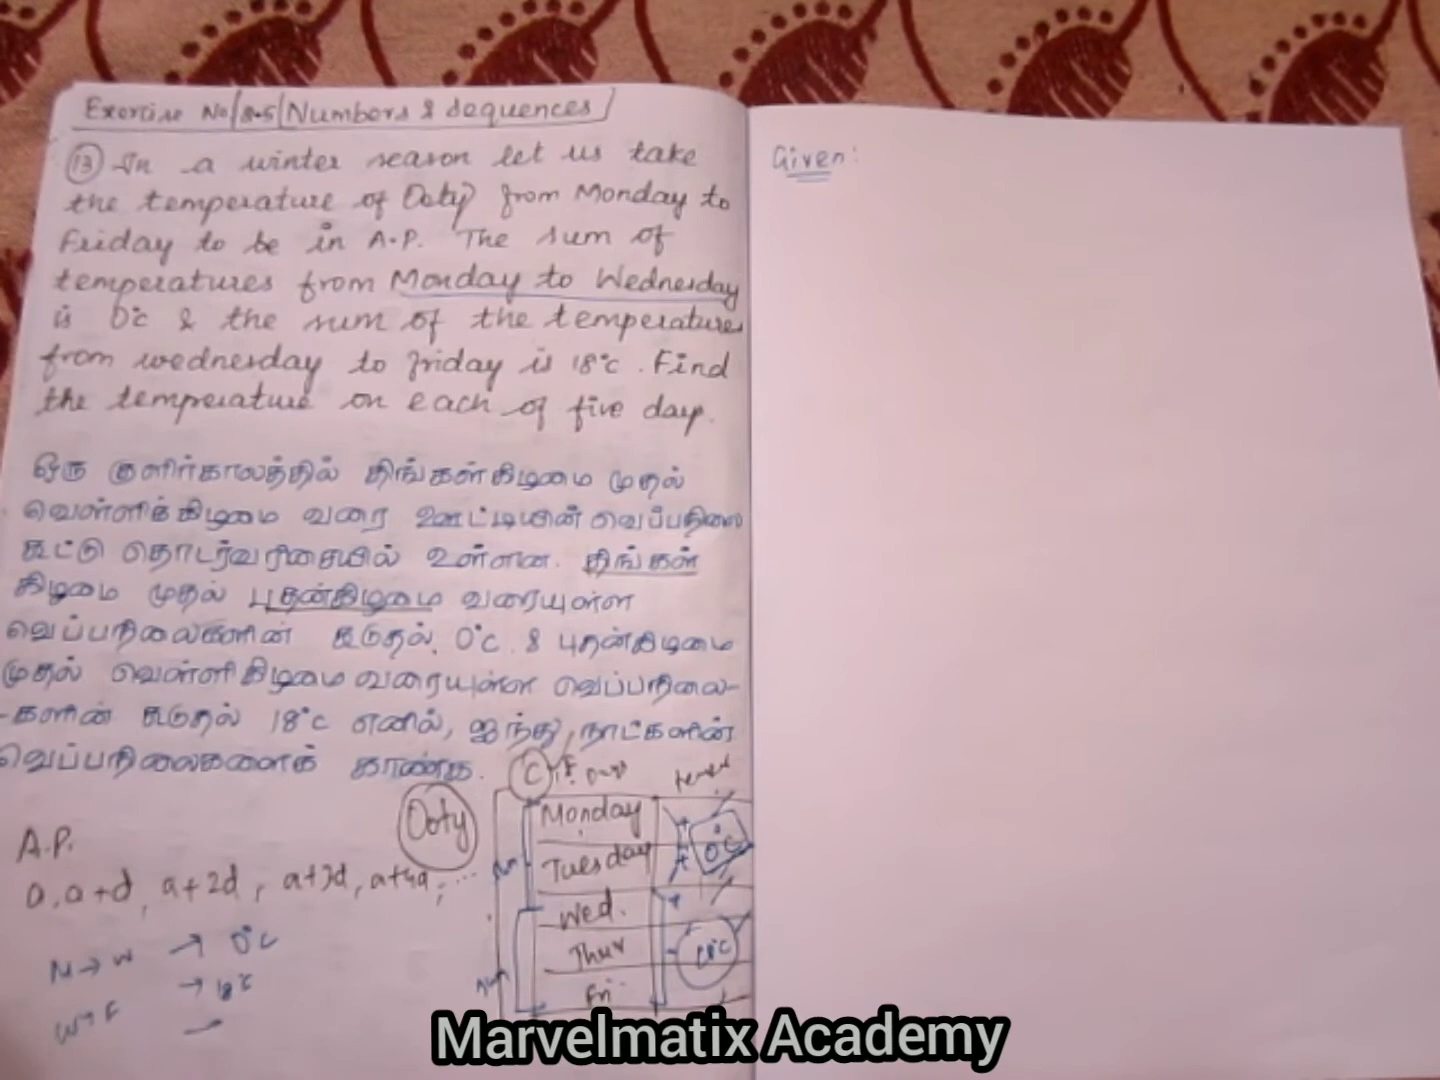 Exercise No 2.5 Numbers & Sequences
13 In a winter season let us take
the temperature of Ooty from Monday to
Friday to be in A.P. The sum of
temperatures from Monday to Wednesday
is 0°c & the sum of the temperatures
from wednesday to friday is 18°c. Find
the temperature on each of five days.
ஒரு குளிர்காலத்தில் திங்கள்கிழமை முதல்
வெள்ளிக்கிழமை வரை ஊட்டியின் வெப்பநிலை
கூட்டு தொடர்வரிசையில் உள்ளன. திங்கள்
கிழமை முதல் புதன்கிழமை வரையுள்ள
வெப்பநிலைகளின் கூடுதல் 0°c & புதன்கிழமை
முதல் வெள்ளிகிழமை வரையுள்ள வெப்பநிலை-
-களின் கூடுதல் 18°c எனில், ஐந்து நாட்களின்
வெப்பநிலைகளைக் காண்க.
A.P.
a, a+d, a+2d, a+3d, a+4d, ...
M→W → 0°C
W→F → 18°C
Ooty
Days
Monday
Tuesday
0°C
Wed.
Thur
18°C
Fri
Given:
Marvelmatix Academy